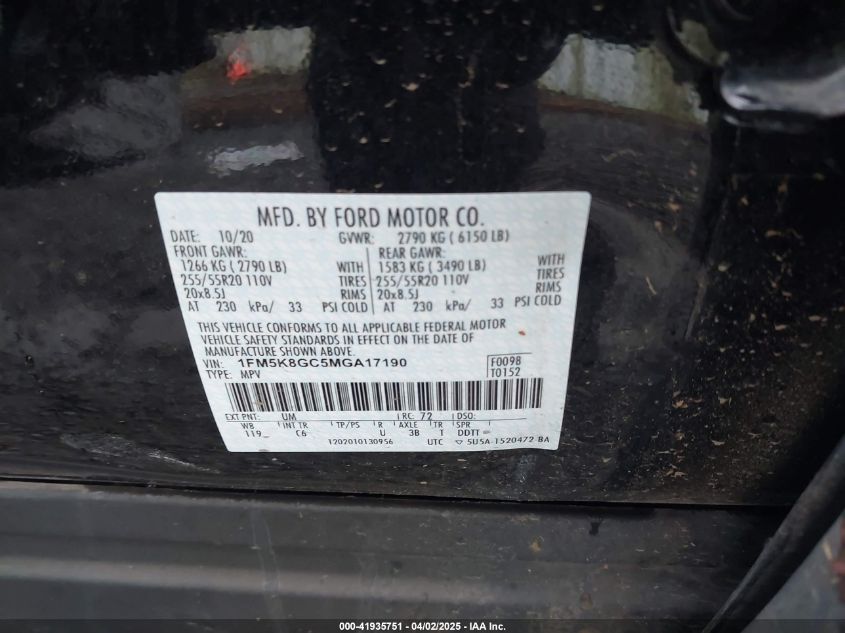 MFD. BY FORD MOTOR CO.
DATE: 10/20 GVWR: 2790 KG ( 6150 LB)
FRONT GAWR: REAR GAWR:
1266 KG ( 2790 LB) WITH 1583 KG ( 3490 LB) WITH
255/55R20 110V TIRES 255/55R20 110V TIRES
20x8.5J RIMS 20x8.5J RIMS
AT 230 kPa/ 33 PSI COLD AT 230 kPa/ 33 PSI COLD
THIS VEHICLE CONFORMS TO ALL APPLICABLE FEDERAL MOTOR
VEHICLE SAFETY STANDARDS IN EFFECT ON THE DATE OF
MANUFACTURE SHOWN ABOVE.
VIN: 1FM5K8GC5MGA17190 F0098
TYPE: MPV T0152
EXT PNT: UM RC: 72 DSO:
WB INT TR TP/PS R AXLE TR SPR
119 C6 U 3B T DDTT
1202010130956 UTC ▽ 5U5A-1520472-BA
000-41935751 - 04/02/2025 - IAA Inc.